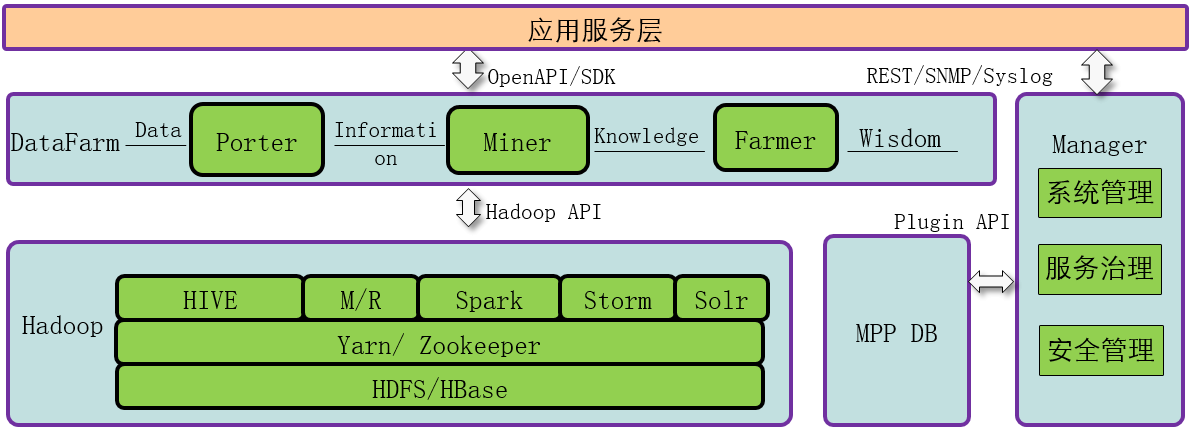 应用服务层
OpenAPI/SDK
REST/SNMP/Syslog
DataFarm
Data
Porter
Informati
on
Miner
Knowledge
Farmer
Wisdom
Manager
系统管理
服务治理
安全管理
Hadoop API
Plugin API
Hadoop
HIVE
M/R
Spark
Storm
Solr
Yarn/ Zookeeper
HDFS/HBase
MPP DB